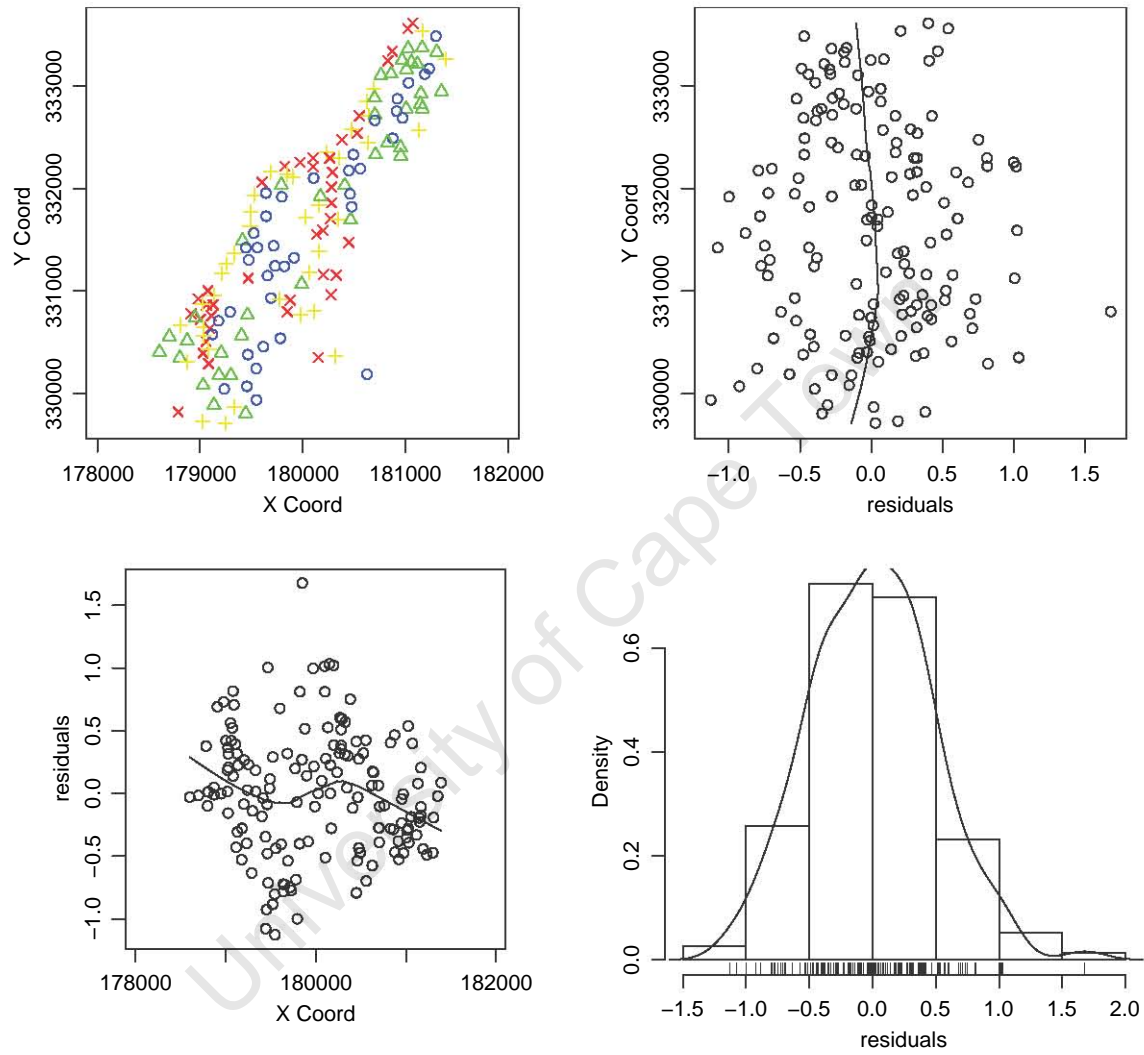 333000
332000
331000
330000
Y Coord
178000 179000 180000 181000 182000
X Coord
333000
332000
331000
330000
Y Coord
−1.0 −0.5 0.0 0.5 1.0 1.5
residuals
1.5
1.0
0.5
0.0
−0.5
−1.0
residuals
178000 180000 182000
X Coord
0.6
0.4
0.2
0.0
Density
−1.5 −1.0 −0.5 0.0 0.5 1.0 1.5 2.0
residuals
University of Cape Town